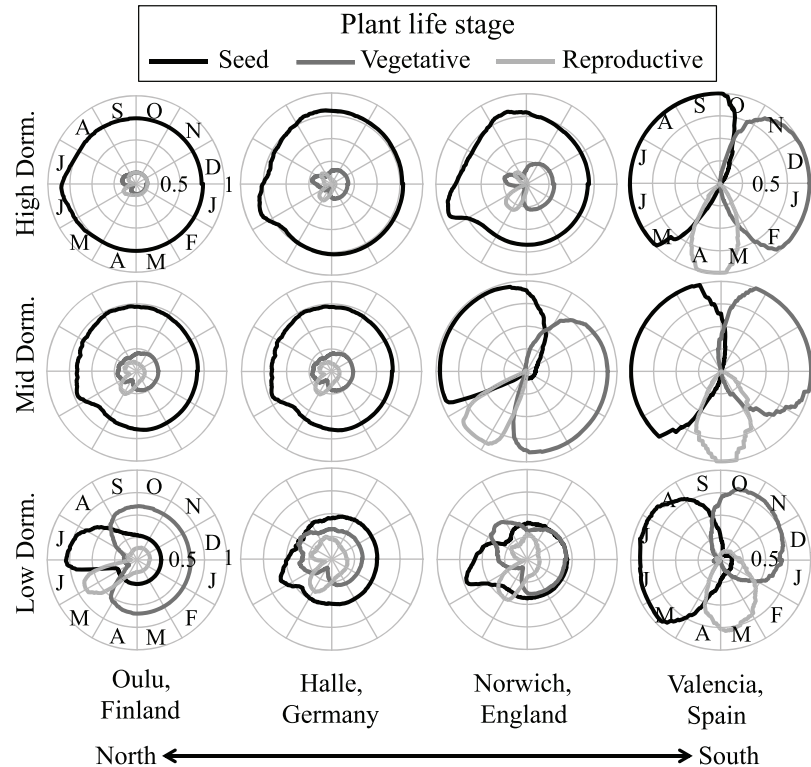 Plant life stage
Seed Vegetative Reproductive
High Dorm.
S O N D J F M A M J J A
0.5 1
S O N D J F M A M J J A
0.5
Mid Dorm.
Low Dorm.
S O N D J F M A M J J A
0.5 1
S O N D J F M A M J J A
0.5
Oulu,
Finland
Halle,
Germany
Norwich,
England
Valencia,
Spain
North South